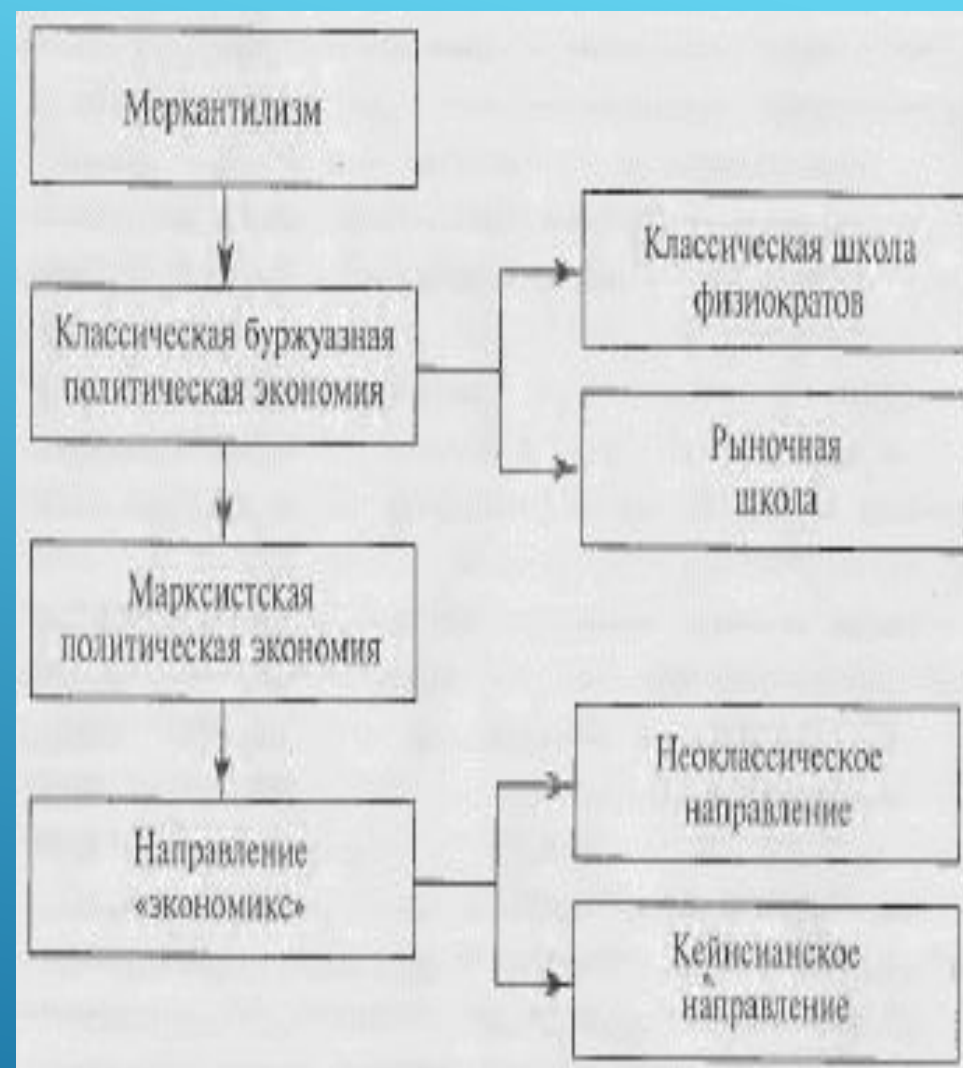 Меркантилизм
Классическая буржуазная
политическая экономия
Классическая школа
физиократов
Рыночная
школа
Марксистская
политическая экономия
Направление
«экономикс»
Неоклассическое
направление
Кейнсианское
направление